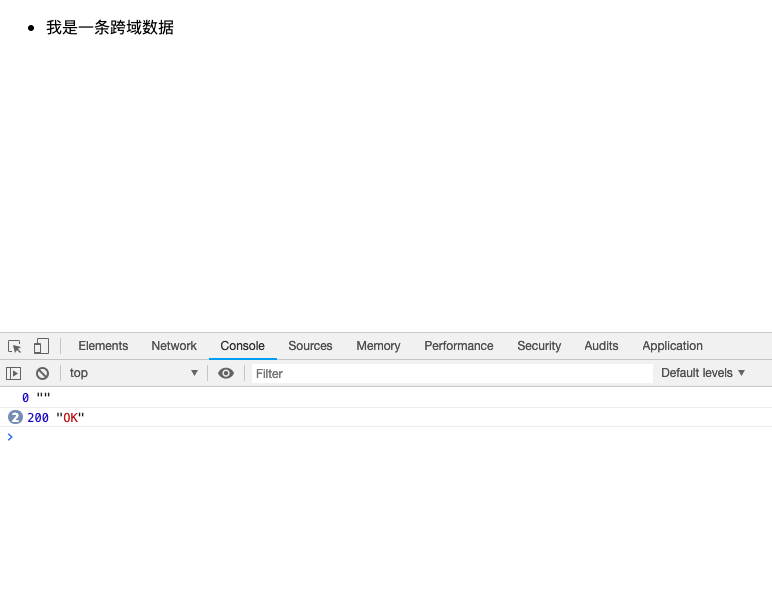 我是一条跨域数据
Elements Network Console Sources Memory Performance Security Audits Application
top Filter Default levels
0 ""
2 200 "OK"